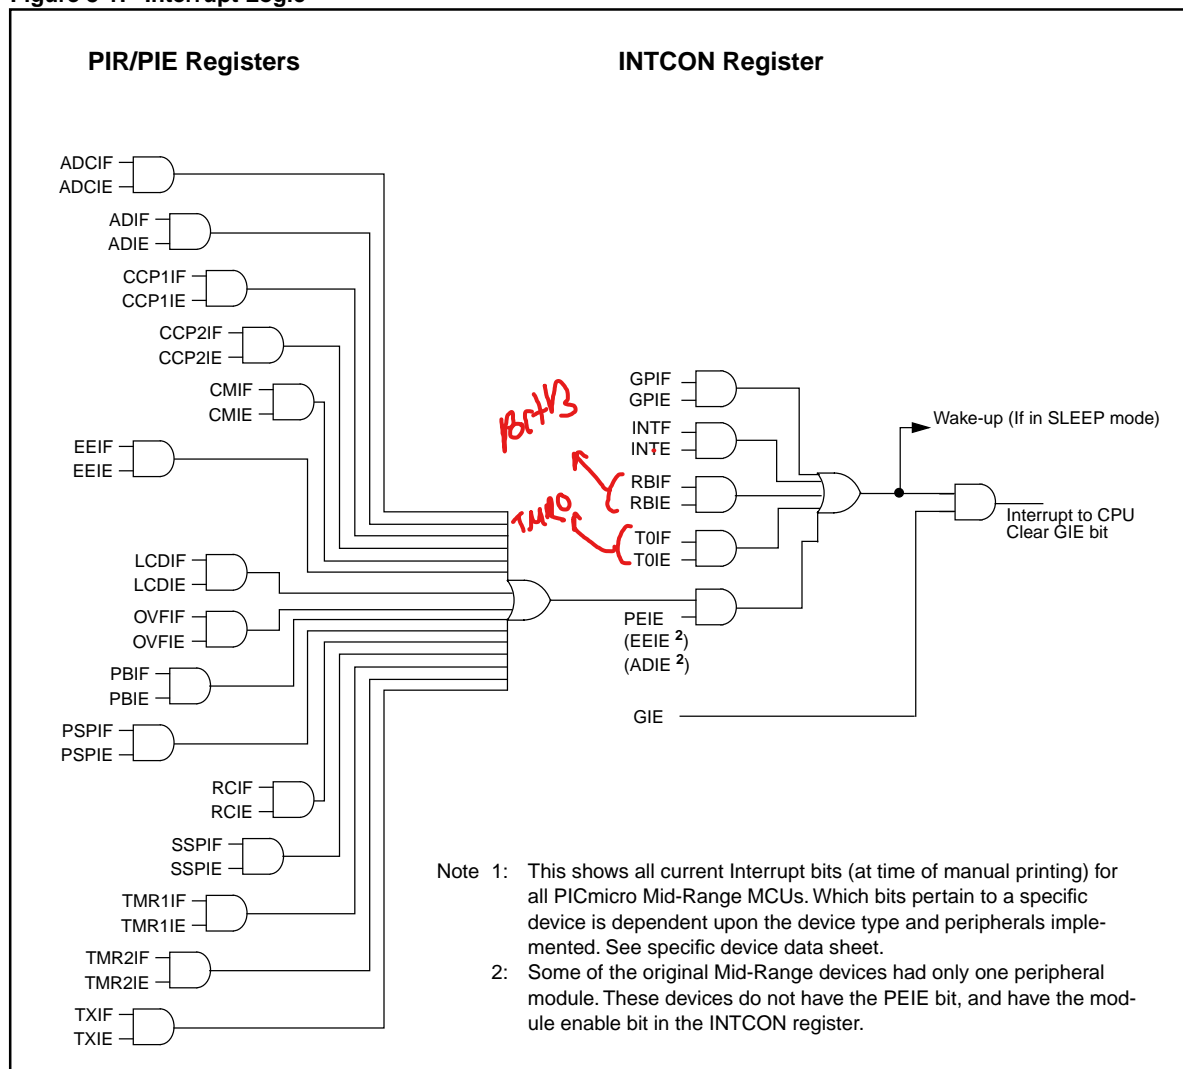 PIR/PIE Registers
INTCON Register
ADCIF
ADCIE
ADIF
ADIE
CCP1IF
CCP1IE
CCP2IF
CCP2IE
CMIF
CMIE
EEIF
EEIE
LCDIF
LCDIE
OVFIF
OVFIE
PBIF
PBIE
PSPIF
PSPIE
RCIF
RCIE
SSPIF
SSPIE
TMR1IF
TMR1IE
TMR2IF
TMR2IE
TXIF
TXIE
GPIF
GPIE
INTF
INTE
RBIF
RBIE
TMR0
T0IF
T0IE
PEIE
(EEIE 2)
(ADIE 2)
GIE
Wake-up (If in SLEEP mode)
Interrupt to CPU
Clear GIE bit
Note 1: This shows all current Interrupt bits (at time of manual printing) for
all PICmicro Mid-Range MCUs. Which bits pertain to a specific
device is dependent upon the device type and peripherals imple-
mented. See specific device data sheet.
2: Some of the original Mid-Range devices had only one peripheral
module. These devices do not have the PEIE bit, and have the mod-
ule enable bit in the INTCON register.